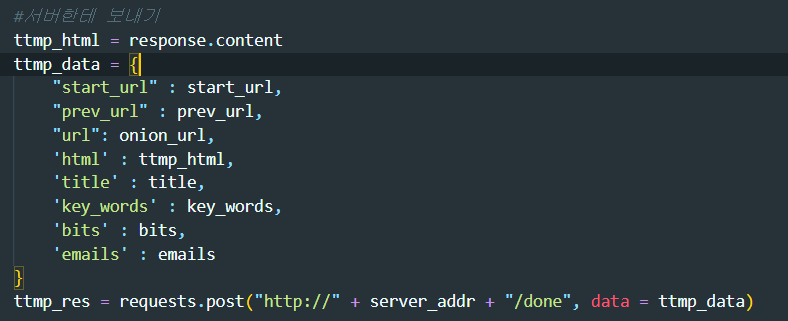 #서버한테 보내기
ttmp_html = response.content
ttmp_data = {
    "start_url" : start_url,
    "prev_url" : prev_url,
    "url": onion_url,
    'html' : ttmp_html,
    'title' : title,
    'key_words' : key_words,
    'bits' : bits,
    'emails' : emails
}
ttmp_res = requests.post("http://" + server_addr + "/done", data = ttmp_data)